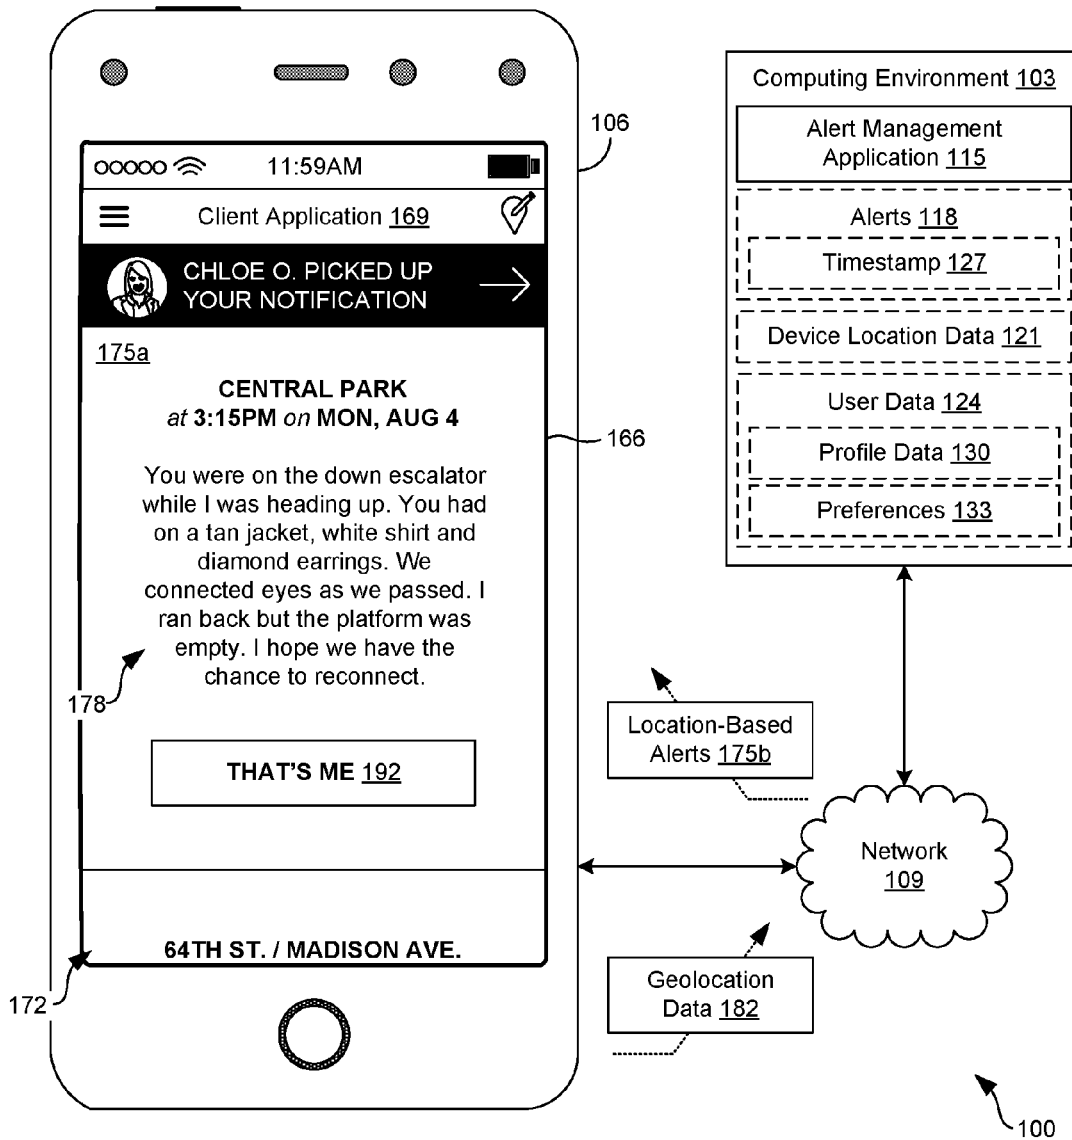 11:59AM
Client Application 169
CHLOE O. PICKED UP
YOUR NOTIFICATION
175a
CENTRAL PARK
at 3:15PM on MON, AUG 4
You were on the down escalator
while I was heading up. You had
on a tan jacket, white shirt and
diamond earrings. We
connected eyes as we passed. I
ran back but the platform was
empty. I hope we have the
chance to reconnect.
THAT'S ME 192
64TH ST. / MADISON AVE.
106
166
178
172
Computing Environment 103
Alert Management
Application 115
Alerts 118
Timestamp 127
Device Location Data 121
User Data 124
Profile Data 130
Preferences 133
Location-Based
Alerts 175b
Network
109
Geolocation
Data 182
100